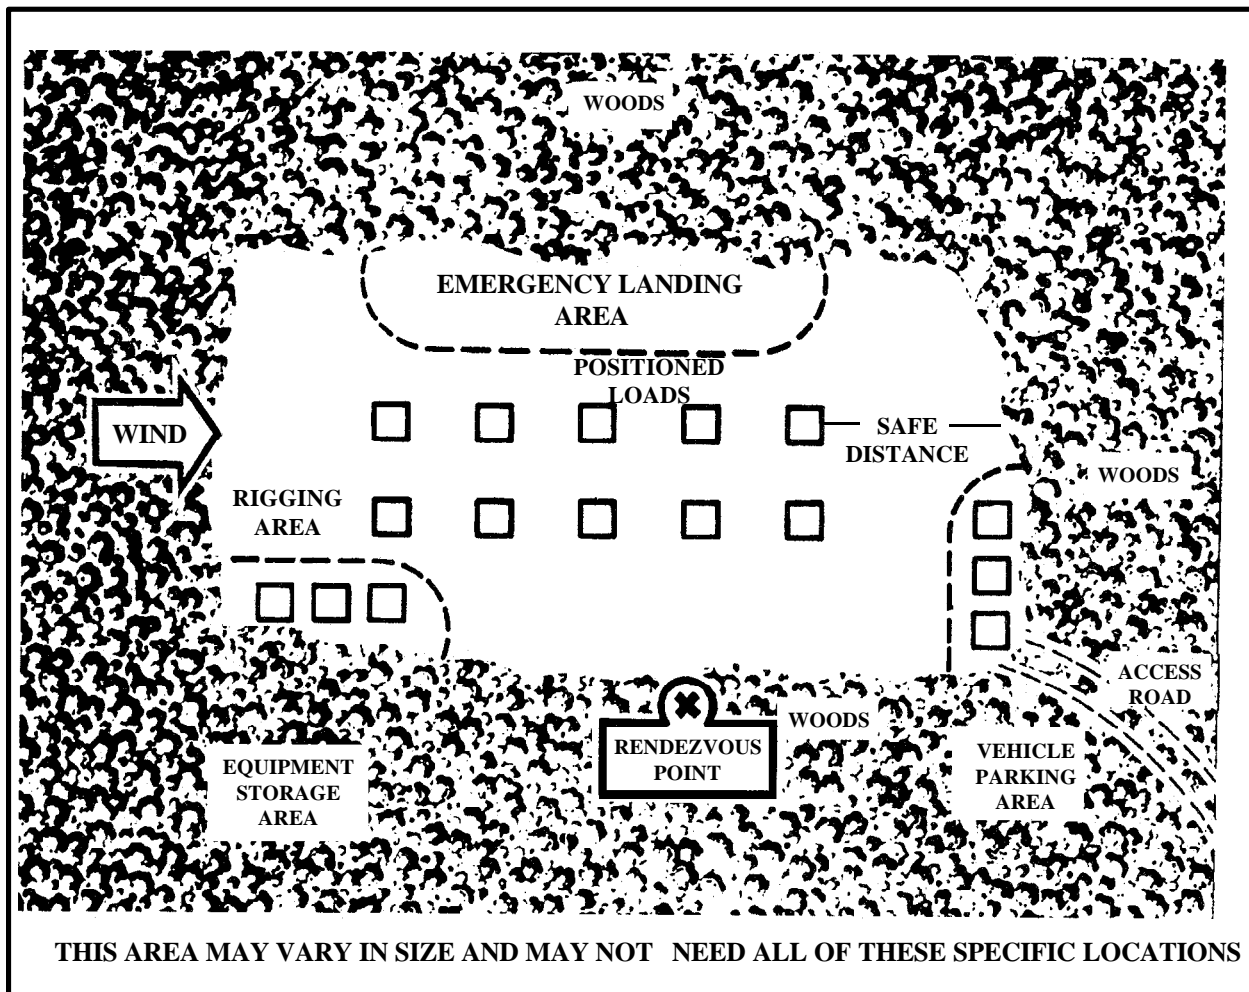 WOODS
EMERGENCY LANDING
AREA
POSITIONED
LOADS
WIND
SAFE
DISTANCE
WOODS
RIGGING
AREA
ACCESS
ROAD
WOODS
RENDEZVOUS
POINT
VEHICLE
PARKING
AREA
EQUIPMENT
STORAGE
AREA
THIS AREA MAY VARY IN SIZE AND MAY NOT NEED ALL OF THESE SPECIFIC LOCATIONS